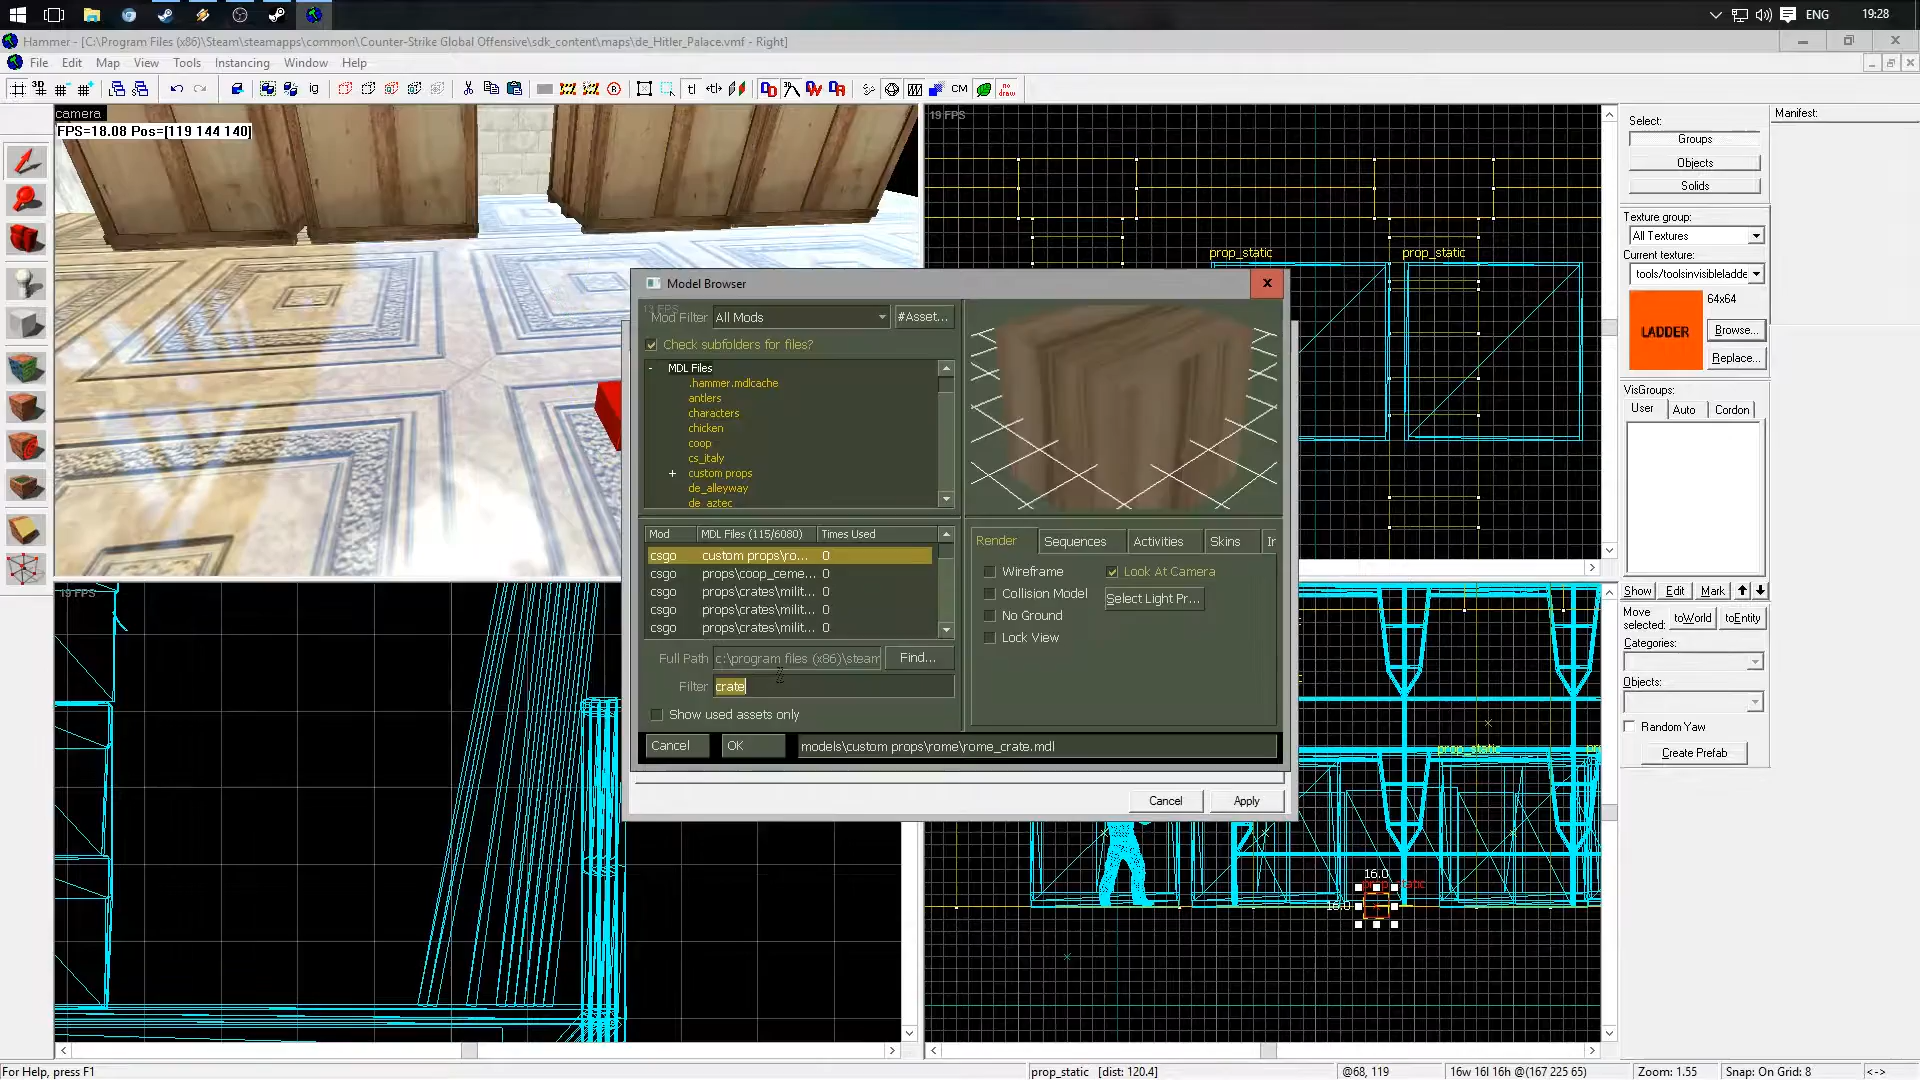 ENG
19:28
Hammer - [C:\Program Files (x86)\Steam\steamapps\common\Counter-Strike Global Offensive\sdk_content\maps\de_Hitler_Palace.vmf - Right]
File Edit Map View Tools Instancing Window Help
3D
ig
tl
CM
no draw
camera
FPS=18.08 Pos=[119 144 140]
19 FPS
prop_static
prop_static
Select:
Groups
Objects
Solids
Texture group:
All Textures
Current texture:
tools/toolsinvisibleladde
64x64
LADDER
Browse...
Replace...
VisGroups:
User Auto Cordon
Show Edit Mark
Move selected: toWorld toEntity
Categories:
Objects:
Random Yaw
Create Prefab
Manifest:
Model Browser
Mod Filter All Mods #Asset...
Check subfolders for files?
- MDL Files
.hammer.mdlcache
antlers
characters
chicken
coop
cs_italy
+ custom props
de_alleyway
de_aztec
Mod MDL Files (115/6080) Times Used
csgo custom props\ro... 0
csgo props\coop_ceme... 0
csgo props\crates\milit... 0
csgo props\crates\milit... 0
csgo props\crates\milit... 0
Full Path c:\program files (x86)\steam Find...
Filter crate
Show used assets only
Cancel OK models\custom props\rome\rome_crate.mdl
Render Sequences Activities Skins Ir
Wireframe Look At Camera
Collision Model Select Light Pr...
No Ground
Lock View
Cancel Apply
19 FPS
prop_static
16.0
16.0
For Help, press F1
prop_static [dist: 120.4]
@68, 119
16w 16l 16h @(167 225 65)
Zoom: 1.55
Snap: On Grid: 8
<->